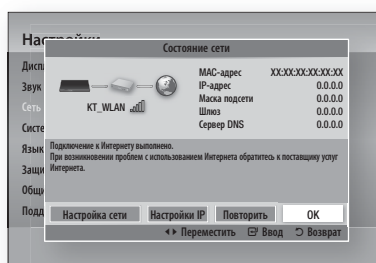 Настройки
Состояние сети
Дисп
Звук
Сеть
Систе
Язык
Защи
Общи
Подд
KT_WLAN
MAC-адрес XX:XX:XX:XX:XX:XX
IP-адрес 0.0.0.0
Маска подсети 0.0.0.0
Шлюз 0.0.0.0
Сервер DNS 0.0.0.0
Подключение к Интернету выполнено.
При возникновении проблем с использованием Интернета обратитесь к поставщику услуг
Интернета.
Настройка сети Настройки IP Повторить OK
Переместить Ввод Возврат